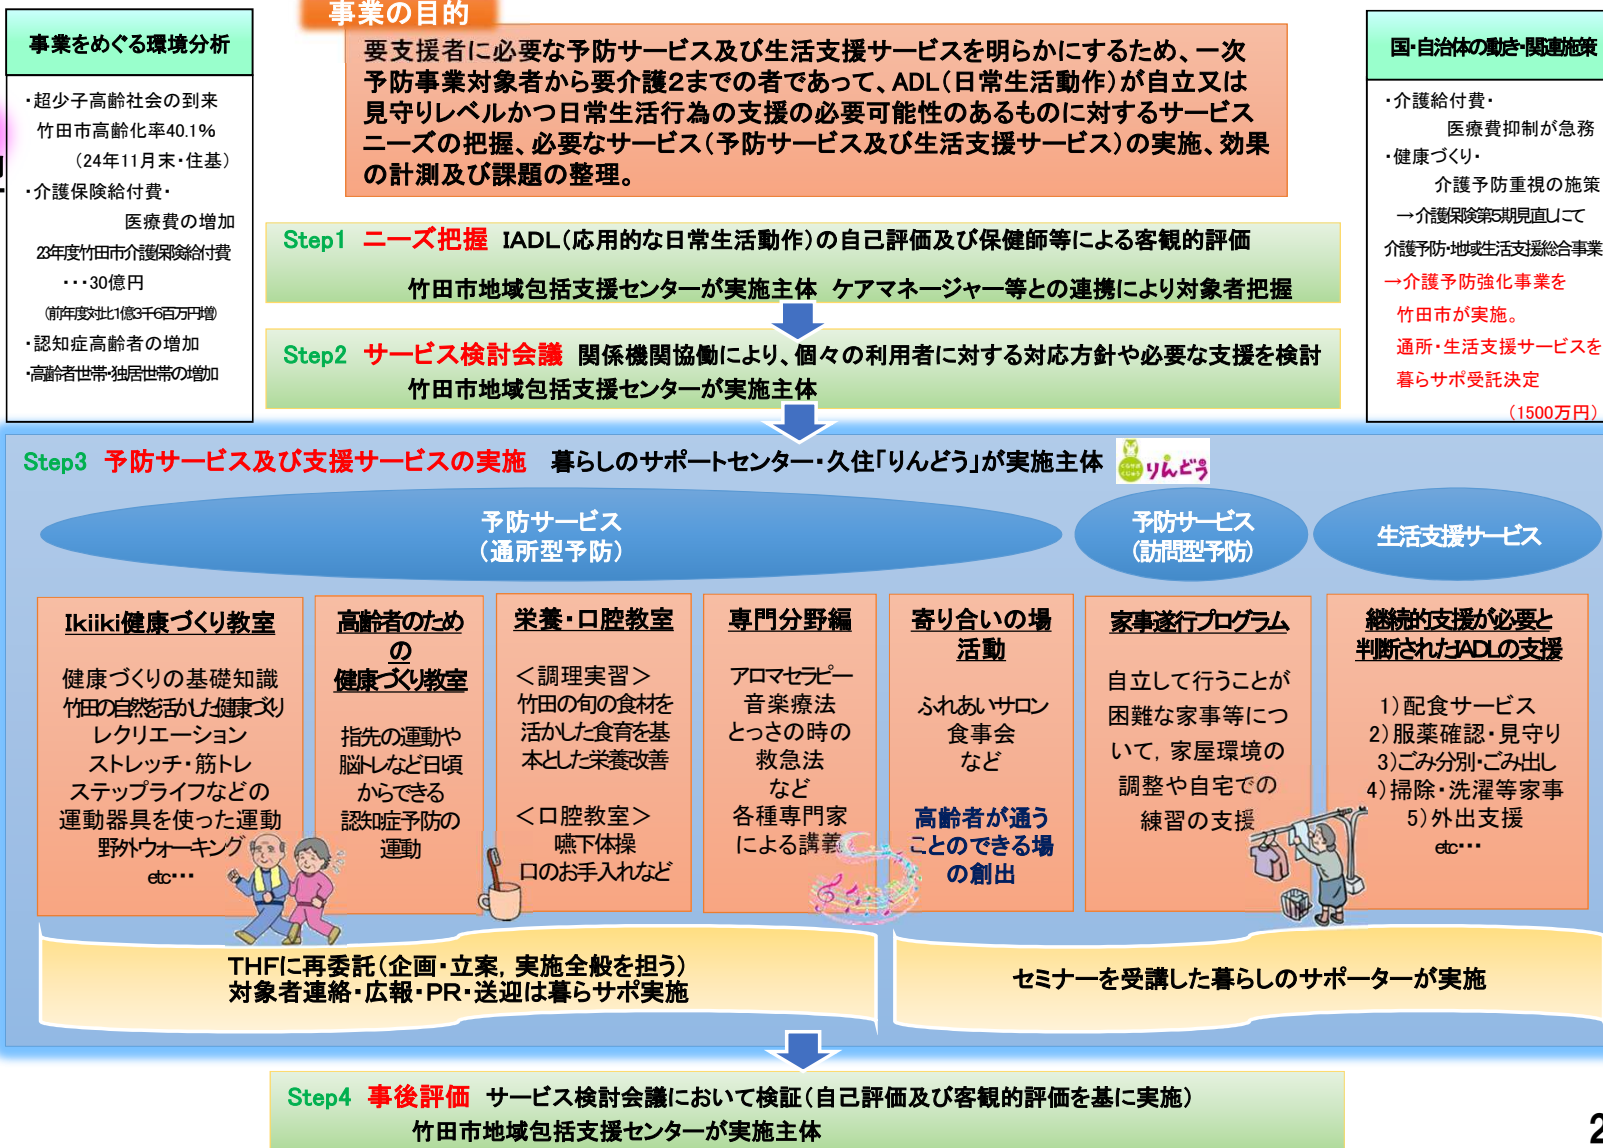 事業の目的
事業をめぐる環境分析
・超少子高齢社会の到来
竹田市高齢化率40.1%
（24年11月末・住基）
・介護保険給付費・
医療費の増加
23年度竹田市介護保険給付費
・・・30億円
（前年度対比1億3千6百万円増）
・認知症高齢者の増加
・高齢者世帯・独居世帯の増加
要支援者に必要な予防サービス及び生活支援サービスを明らかにするため、一次
予防事業対象者から要介護2までの者であって、ADL（日常生活動作）が自立又は
見守りレベルかつ日常生活行為の支援の必要可能性のあるものに対するサービス
ニーズの把握、必要なサービス（予防サービス及び生活支援サービス）の実施、効果
の計測及び課題の整理。
国・自治体の動き・関連施策
・介護給付費・
医療費抑制が急務
・健康づくり・
介護予防重視の施策
→介護保険第5期見直しにて
介護予防・地域生活支援総合事業
→介護予防強化事業を
竹田市が実施。
通所・生活支援サービスを
暮らサポ受託決定
（1500万円）
Step1 ニーズ把握 IADL（応用的な日常生活動作）の自己評価及び保健師等による客観的評価
竹田市地域包括支援センターが実施主体 ケアマネージャー等との連携により対象者把握
Step2 サービス検討会議 関係機関協働により、個々の利用者に対する対応方針や必要な支援を検討
竹田市地域包括支援センターが実施主体
Step3 予防サービス及び支援サービスの実施 暮らしのサポートセンター・久住「りんどう」が実施主体
りんどう
予防サービス
（通所型予防）
予防サービス
（訪問型予防）
生活支援サービス
Ikiiki健康づくり教室
健康づくりの基礎知識
竹田の自然を活かした健康づくり
レクリエーション
ストレッチ・筋トレ
ステップライフなどの
運動器具を使った運動
野外ウォーキング
etc・・・
高齢者のため
の
健康づくり教室
指先の運動や
脳トレなど日頃
からできる
認知症予防の
運動
栄養・口腔教室
＜調理実習＞
竹田の旬の食材を
活かした食育を基
本とした栄養改善
＜口腔教室＞
嚥下体操
口のお手入れなど
専門分野編
アロマセラピー
音楽療法
とっさの時の
救急法
など
各種専門家
による講義
寄り合いの場
活動
ふれあいサロン
食事会
など
高齢者が通う
ことのできる場
の創出
家事遂行プログラム
自立して行うことが
困難な家事等につ
いて，家屋環境の
調整や自宅での
練習の支援
継続的支援が必要と
判断されたIADLの支援
1）配食サービス
2）服薬確認・見守り
3）ごみ分別・ごみ出し
4）掃除・洗濯等家事
5）外出支援
etc・・・
THFに再委託（企画・立案，実施全般を担う）
対象者連絡・広報・PR・送迎は暮らサポ実施
セミナーを受講した暮らしのサポーターが実施
Step4 事後評価 サービス検討会議において検証（自己評価及び客観的評価を基に実施）
竹田市地域包括支援センターが実施主体
2